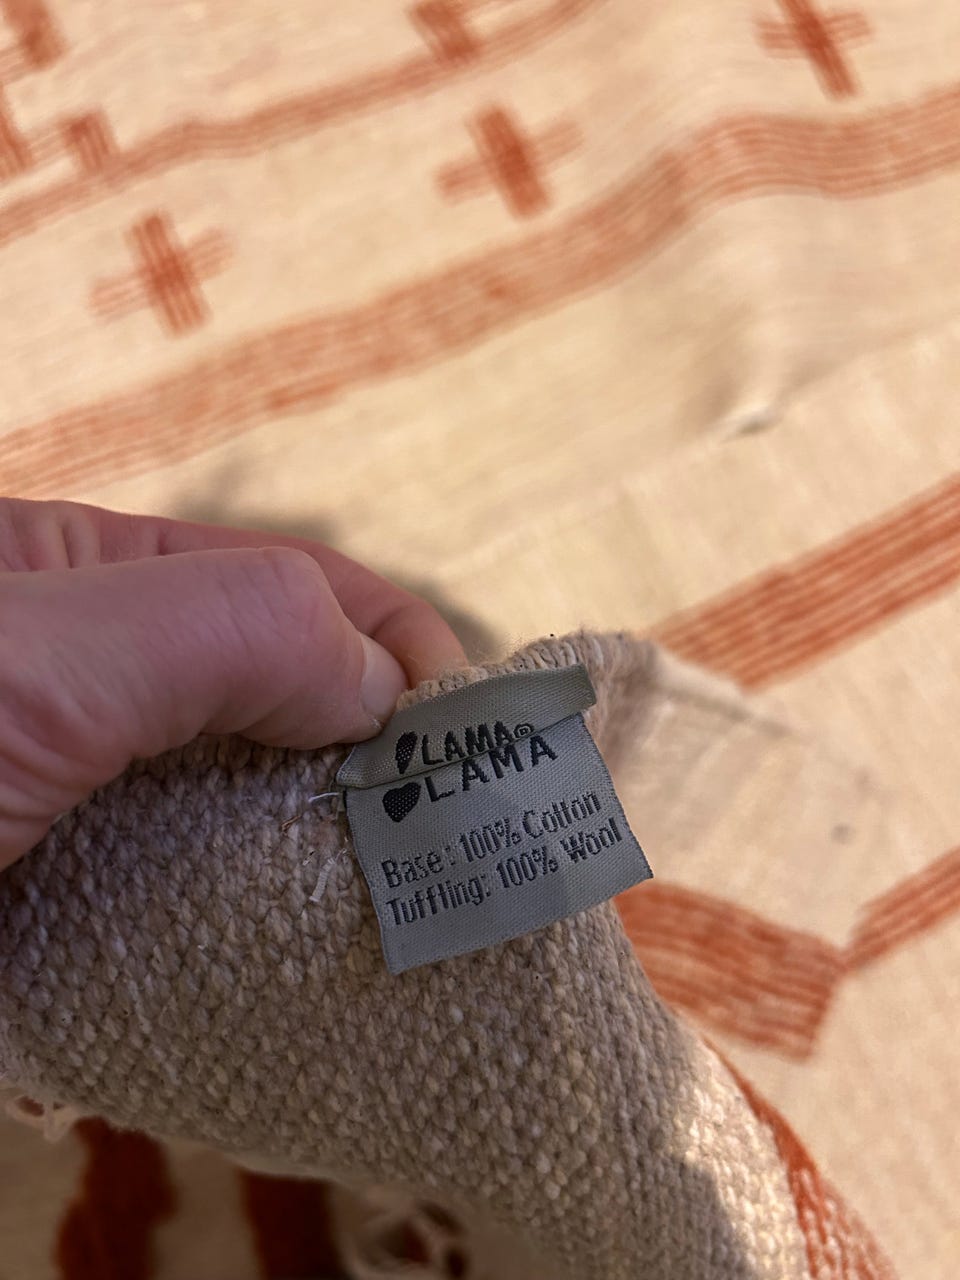 LAMA®
LAMA
Base: 100% Cotton
Tuffting: 100% Wool